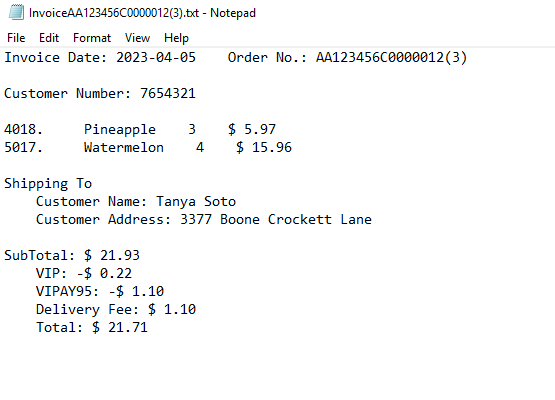 InvoiceAA123456C0000012(3).txt - Notepad
File Edit Format View Help
Invoice Date: 2023-04-05    Order No.: AA123456C0000012(3)
Customer Number: 7654321
4018.     Pineapple    3    $ 5.97
5017.     Watermelon    4    $ 15.96
Shipping To
    Customer Name: Tanya Soto
    Customer Address: 3377 Boone Crockett Lane
SubTotal: $ 21.93
    VIP: -$ 0.22
    VIPAY95: -$ 1.10
    Delivery Fee: $ 1.10
    Total: $ 21.71